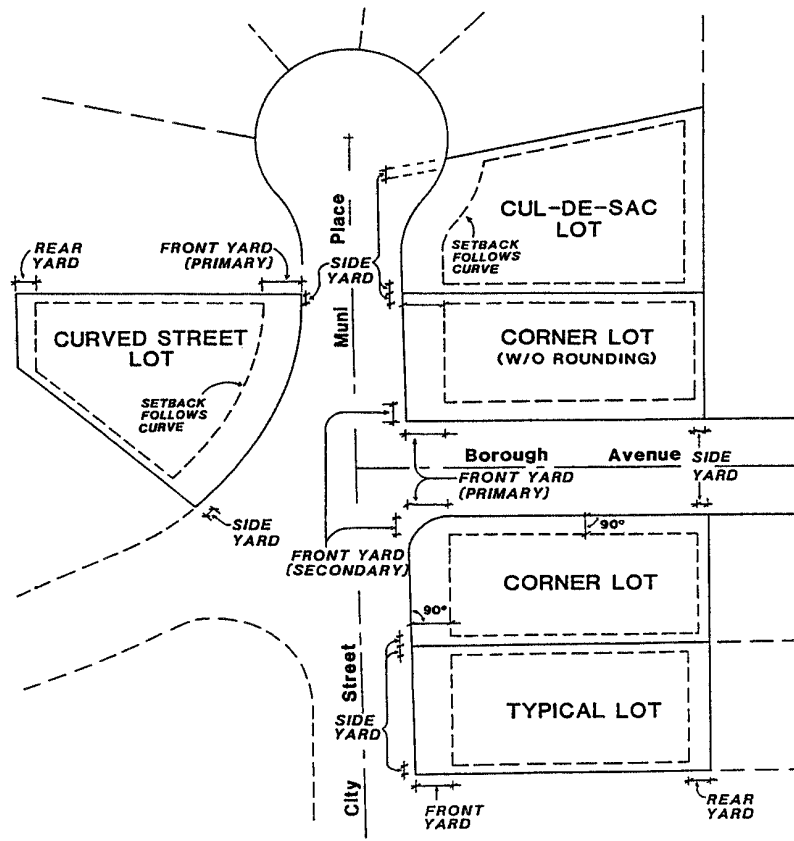 CUL-DE-SAC
LOT
SETBACK
FOLLOWS
CURVE
Place
Muni
REAR
YARD
FRONT YARD
(PRIMARY)
SIDE
YARD
CURVED STREET
LOT
SETBACK
FOLLOWS
CURVE
CORNER LOT
(W/O ROUNDING)
Borough Avenue
SIDE
YARD
FRONT YARD
(PRIMARY)
SIDE
YARD
FRONT YARD
(SECONDARY)
90°
CORNER LOT
90°
Street
City
SIDE
YARD
TYPICAL LOT
FRONT
YARD
REAR
YARD